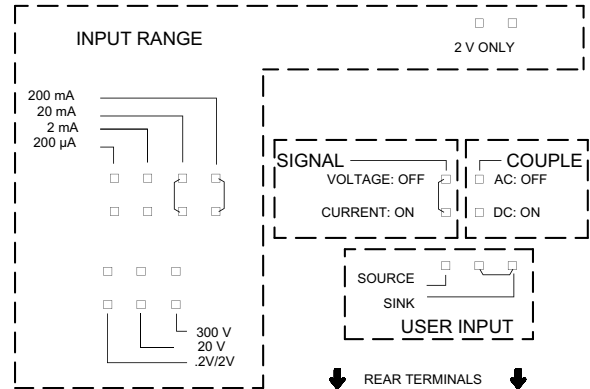 INPUT RANGE
2 V ONLY
200 mA
20 mA
2 mA
200 µA
SIGNAL
VOLTAGE: OFF
CURRENT: ON
COUPLE
AC: OFF
DC: ON
SOURCE
SINK
USER INPUT
300 V
20 V
.2V/2V
REAR TERMINALS